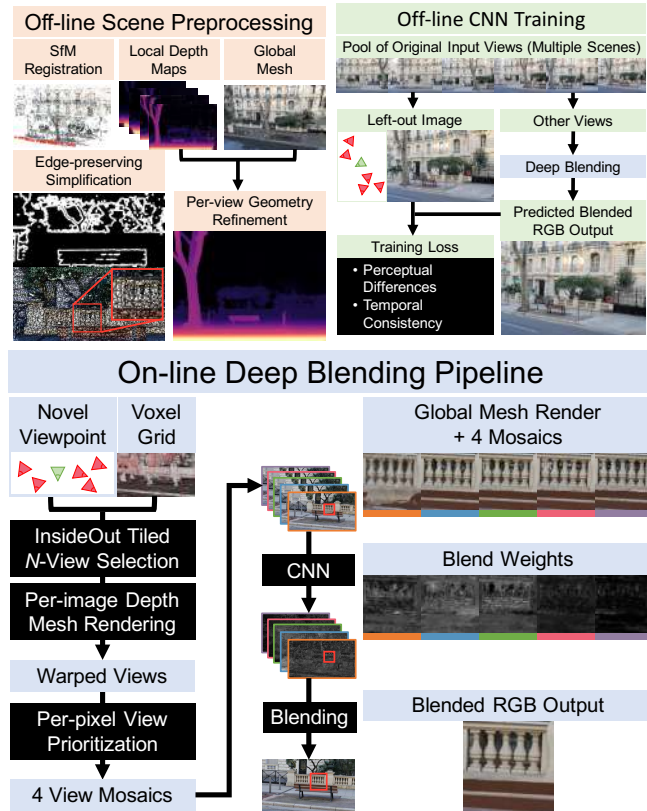 Off-line Scene Preprocessing
SfM
Registration
Local Depth
Maps
Global
Mesh
Edge-preserving
Simplification
Per-view Geometry
Refinement
Off-line CNN Training
Pool of Original Input Views (Multiple Scenes)
Left-out Image
Other Views
Deep Blending
Predicted Blended
RGB Output
Training Loss
• Perceptual
Differences
• Temporal
Consistency
On-line Deep Blending Pipeline
Novel
Viewpoint
Voxel
Grid
InsideOut Tiled
N-View Selection
Per-image Depth
Mesh Rendering
Warped Views
Per-pixel View
Prioritization
4 View Mosaics
CNN
Blending
Global Mesh Render
+ 4 Mosaics
Blend Weights
Blended RGB Output